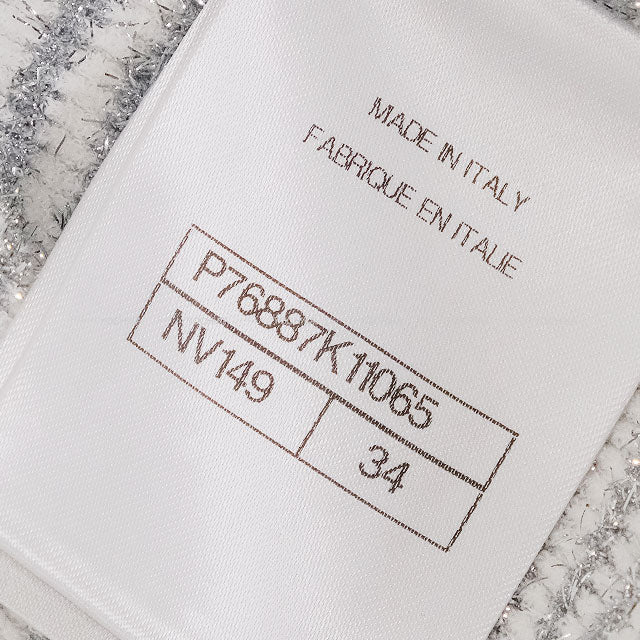 MADE IN ITALY
FABRIQUE EN ITALIE
P76887K11065
NV149
34